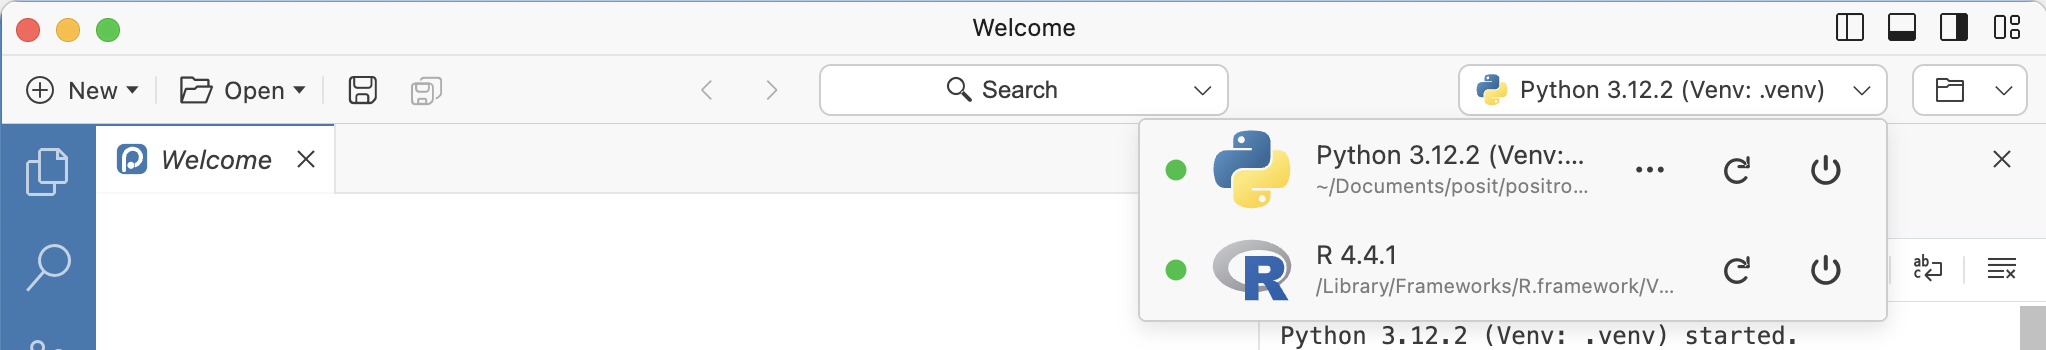 Welcome
New
Open
Search
Python 3.12.2 (Venv: .venv)
Welcome
Python 3.12.2 (Venv:...
~/Documents/posit/positro...
R 4.4.1
/Library/Frameworks/R.framework/V...
ab
c
Python 3.12.2 (Venv: .venv) started.